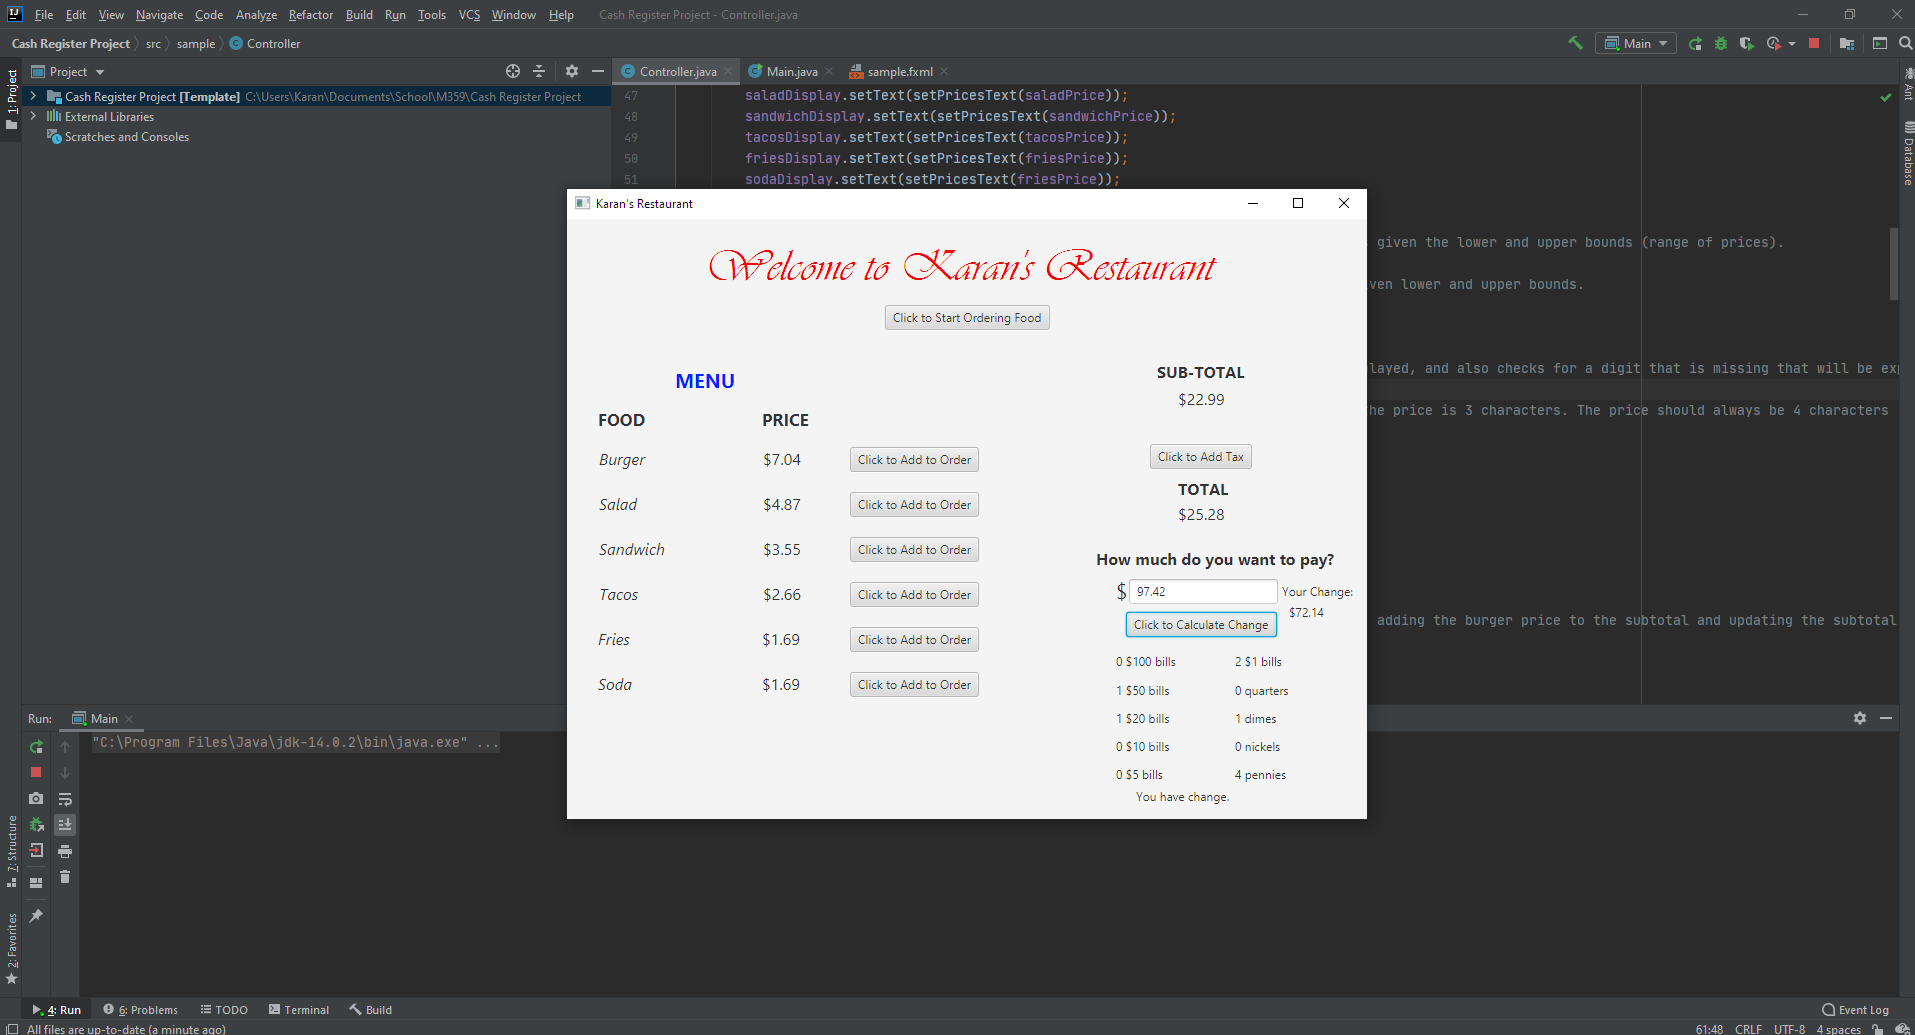 File Edit View Navigate Code Analyze Refactor Build Run Tools VCS Window Help Cash Register Project - Controller.java
Cash Register Project src sample Controller
Main
1: Project
Project
Controller.java Main.java sample.fxml
Cash Register Project [Template] C:\Users\Karan\Documents\School\M359\Cash Register Project
External Libraries
Scratches and Consoles
47 saladDisplay.setText(setPricesText(saladPrice));
48 sandwichDisplay.setText(setPricesText(sandwichPrice));
49 tacosDisplay.setText(setPricesText(tacosPrice));
50 friesDisplay.setText(setPricesText(friesPrice));
51 sodaDisplay.setText(setPricesText(friesPrice));
Ant
Database
given the lower and upper bounds (range of prices).
ven lower and upper bounds.
layed, and also checks for a digit that is missing that will be ex
he price is 3 characters. The price should always be 4 characters
adding the burger price to the subtotal and updating the subtotal
Karan's Restaurant
Welcome to Karan's Restaurant
Click to Start Ordering Food
MENU
FOOD PRICE
Burger $7.04 Click to Add to Order
Salad $4.87 Click to Add to Order
Sandwich $3.55 Click to Add to Order
Tacos $2.66 Click to Add to Order
Fries $1.69 Click to Add to Order
Soda $1.69 Click to Add to Order
SUB-TOTAL
$22.99
Click to Add Tax
TOTAL
$25.28
How much do you want to pay?
$ 97.42 Your Change:
$72.14
Click to Calculate Change
0 $100 bills 2 $1 bills
1 $50 bills 0 quarters
1 $20 bills 1 dimes
0 $10 bills 0 nickels
0 $5 bills 4 pennies
You have change.
Run: Main
"C:\Program Files\Java\jdk-14.0.2\bin\java.exe" ...
7: Structure
2: Favorites
4: Run 6: Problems TODO Terminal Build Event Log
All files are up-to-date (a minute ago) 61:48 CRLF UTF-8 4 spaces